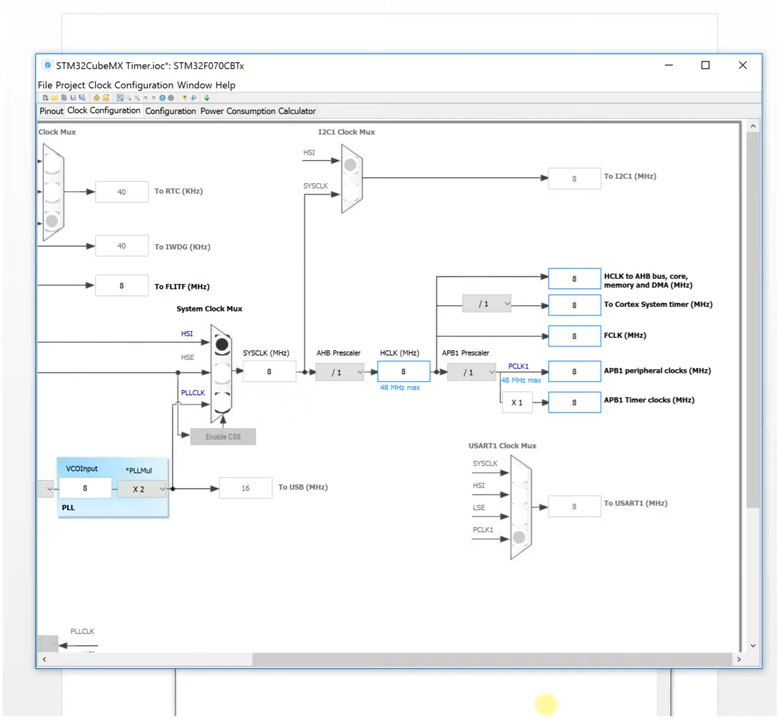 STM32CubeMX Timer.ioc*: STM32F070CBTx
File Project Clock Configuration Window Help
Pinout Clock Configuration Configuration Power Consumption Calculator
Clock Mux
I2C1 Clock Mux
HSI
SYSCLK
8 To I2C1 (MHz)
40 To RTC (KHz)
40 To IWDG (KHz)
8 To FLITF (MHz)
System Clock Mux
HSI
HSE
PLLCLK
Enable CSS
SYSCLK (MHz)
8
AHB Prescaler
/ 1
HCLK (MHz)
8
48 MHz max
APB1 Prescaler
/ 1
/ 1
8 HCLK to AHB bus, core,
memory and DMA (MHz)
8 To Cortex System timer (MHz)
8 FCLK (MHz)
PCLK1
48 MHz max
8 APB1 peripheral clocks (MHz)
X 1
8 APB1 Timer clocks (MHz)
VCOInput
*PLLMul
8
X 2
PLL
16 To USB (MHz)
USART1 Clock Mux
SYSCLK
HSI
LSE
PCLK1
8 To USART1 (MHz)
PLLCLK